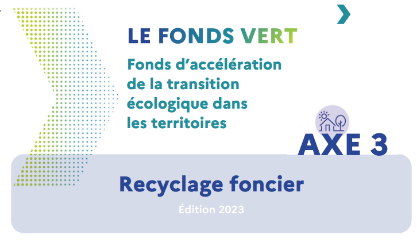 LE FONDS VERT
Fonds d'accélération
de la transition
écologique dans
les territoires
AXE 3
Recyclage foncier
Édition 2023